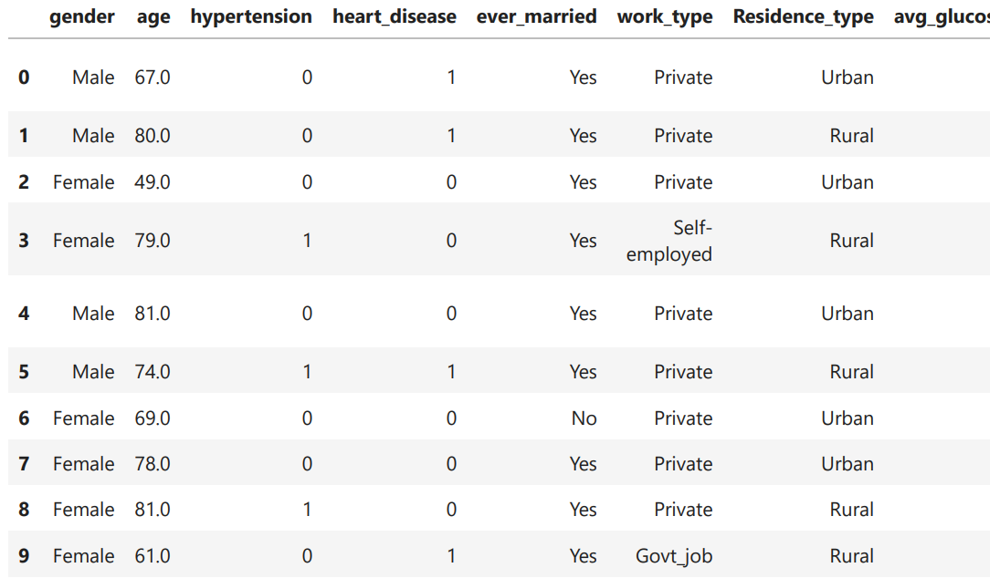 gender age hypertension heart_disease ever_married work_type Residence_type avg_glucos
0 Male 67.0 0 1 Yes Private Urban
1 Male 80.0 0 1 Yes Private Rural
2 Female 49.0 0 0 Yes Private Urban
3 Female 79.0 1 0 Yes Self-employed Rural
4 Male 81.0 0 0 Yes Private Urban
5 Male 74.0 1 1 Yes Private Rural
6 Female 69.0 0 0 No Private Urban
7 Female 78.0 0 0 Yes Private Urban
8 Female 81.0 1 0 Yes Private Rural
9 Female 61.0 0 1 Yes Govt_job Rural